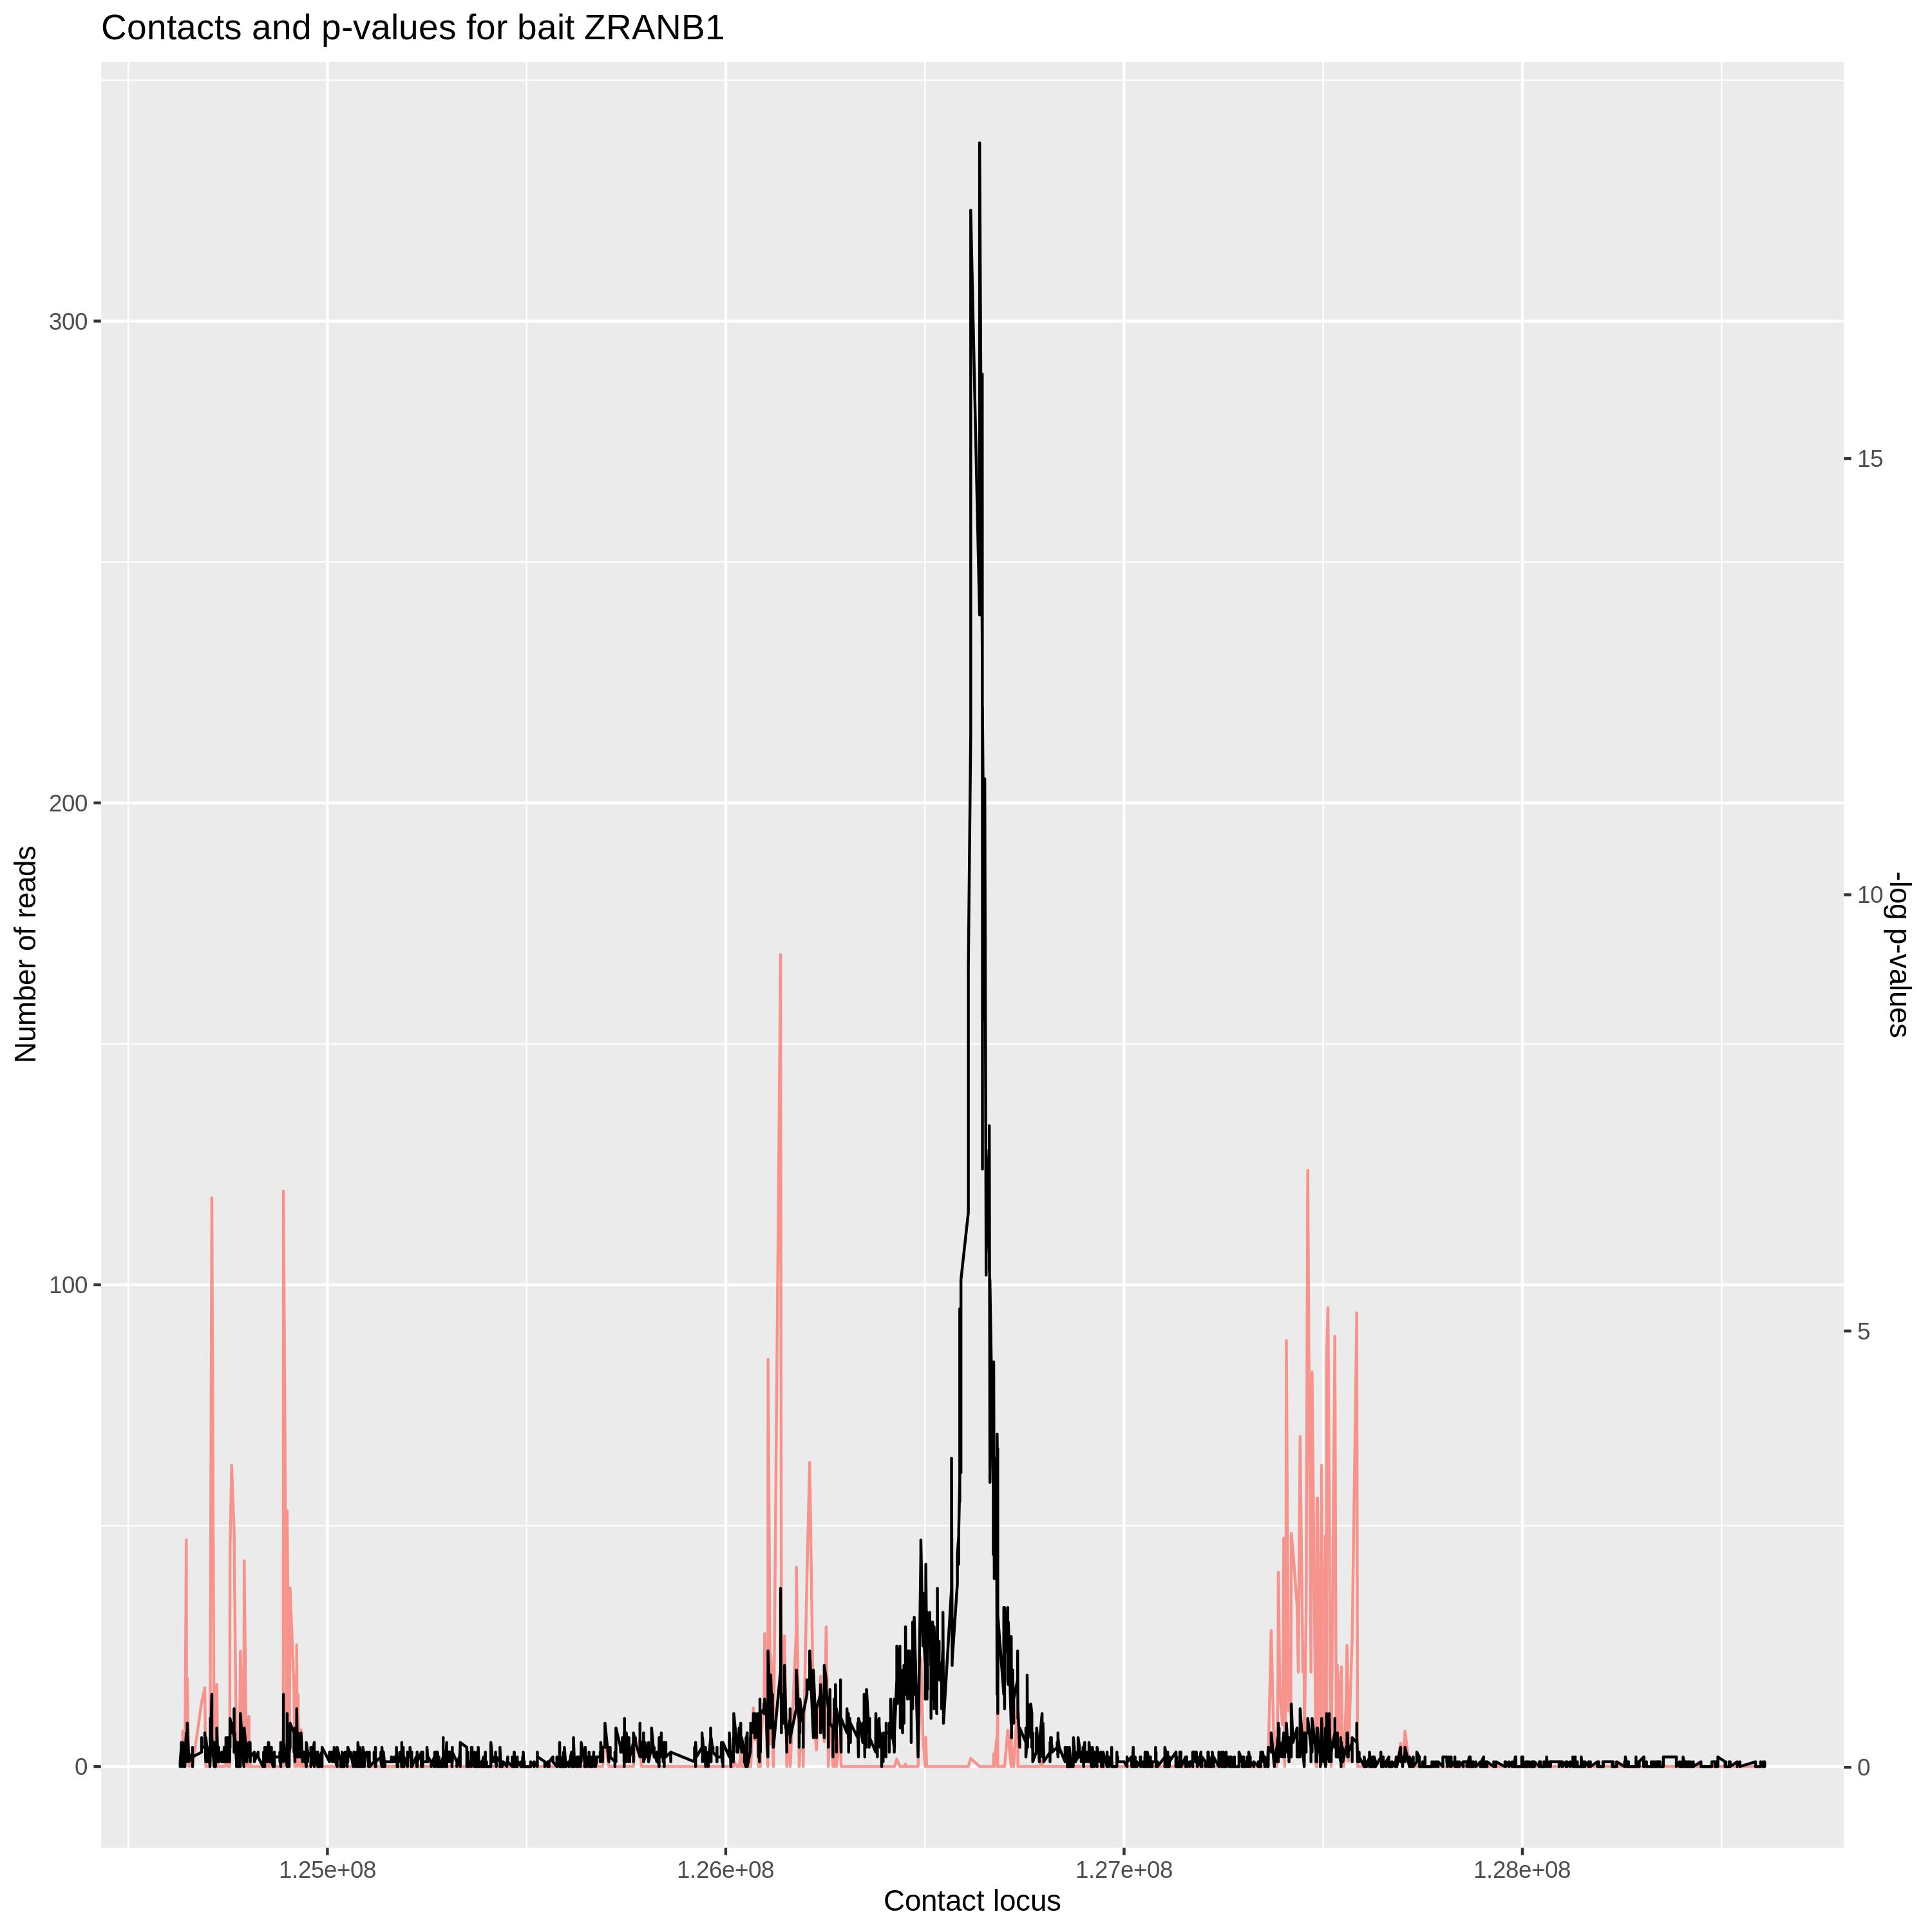 Contacts and p-values for bait ZRANB1
300
200
100
0
Number of reads
15
10
5
0
-log p-values
1.25e+08
1.26e+08
1.27e+08
1.28e+08
Contact locus